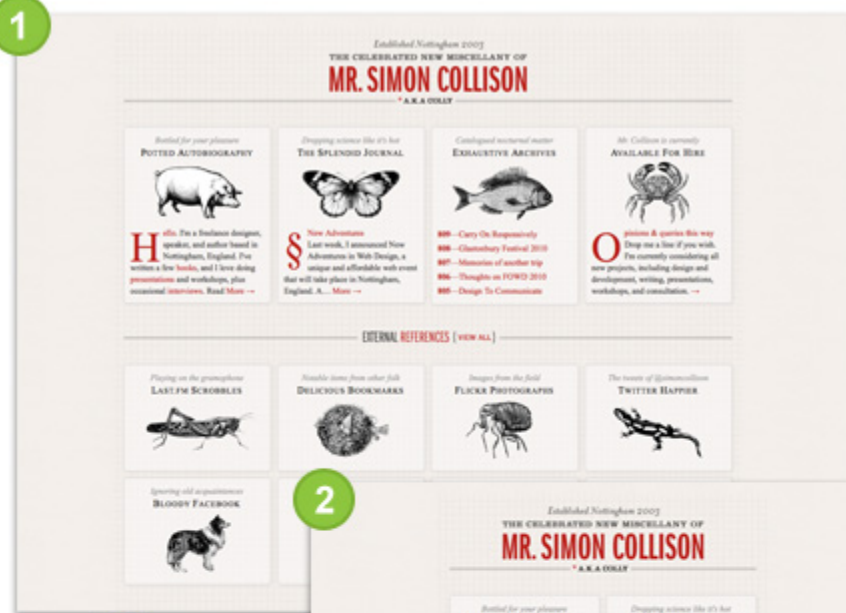 1
Established Nottingham 2003
THE CELEBRATED NEW MISCELLANY OF
MR. SIMON COLLISON
* A.K.A COLLY
Bottled for your pleasure
POTTED AUTOBIOGRAPHY
Hello. I'm a freelance designer,
speaker, and author based in
Nottingham, England. I've
written a few books, and I love doing
presentations and workshops, plus
occasional interviews. Read More →
Dropping science like it's hot
THE SPLENDID JOURNAL
§ New Adventures
Last week, I announced New
Adventures in Web Design, a
unique and affordable web event
that will take place in Nottingham,
England. A... More →
Catalogued nocturnal matter
EXHAUSTIVE ARCHIVES
809—Carry On Responsively
808—Glastonbury Festival 2010
807—Memories of another trip
806—Thoughts on FOWD 2010
805—Design To Communicate
Mr. Collison is currently
AVAILABLE FOR HIRE
Opinions & queries this way
Drop me a line if you wish.
I'm currently considering all
new projects, including design and
development, writing, presentations,
workshops, and consultation. →
EXTERNAL REFERENCES [VIEW ALL]
Playing on the gramophone
LAST.FM SCROBBLES
Notable items from other folk
DELICIOUS BOOKMARKS
Images from the field
FLICKR PHOTOGRAPHS
The tweets of @simoncollison
TWITTER HAPPIER
Ignoring old acquaintances
BLOODY FACEBOOK
2
Established Nottingham 2003
THE CELEBRATED NEW MISCELLANY OF
MR. SIMON COLLISON
* A.K.A COLLY
Bottled for your pleasure
Dropping science like it's hot